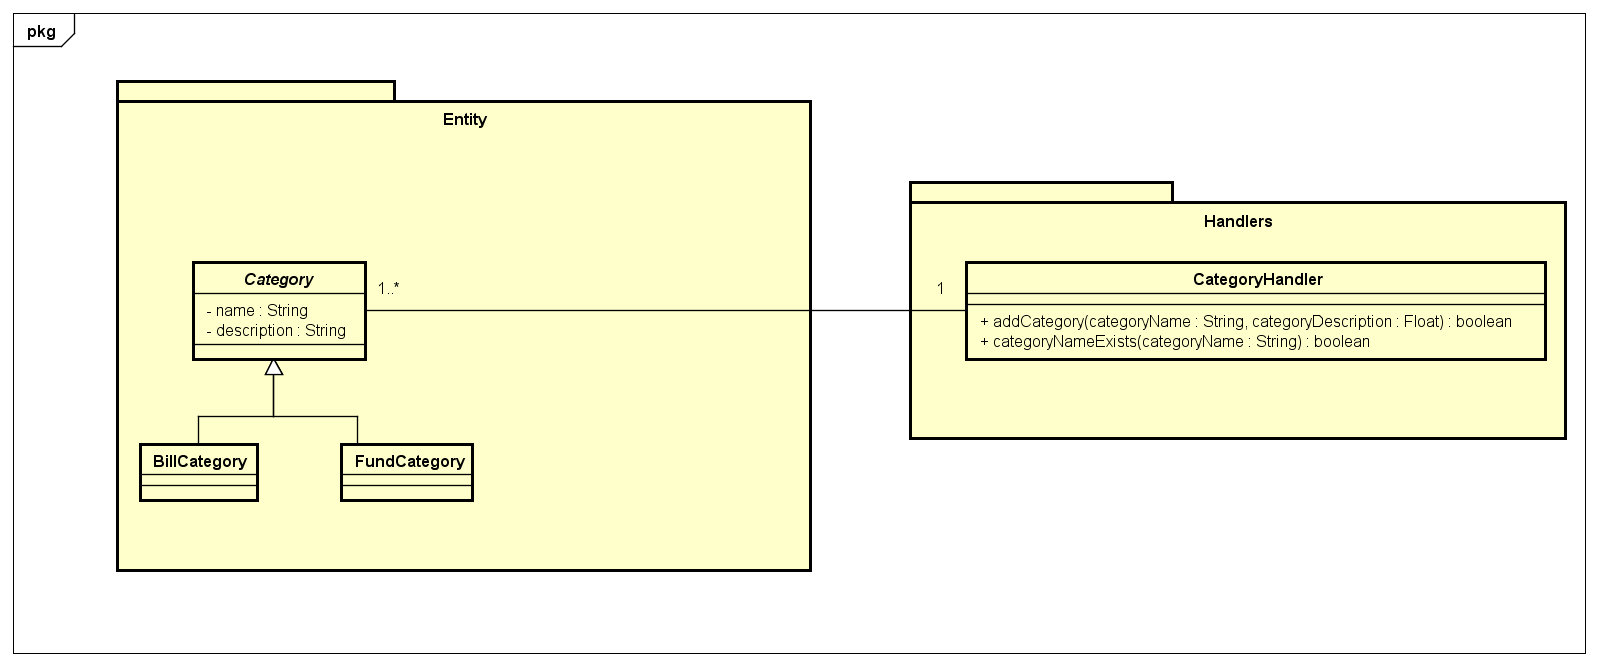 pkg
Entity
Category
- name : String
- description : String
1..*
BillCategory
FundCategory
Handlers
1
CategoryHandler
+ addCategory(categoryName : String, categoryDescription : Float) : boolean
+ categoryNameExists(categoryName : String) : boolean